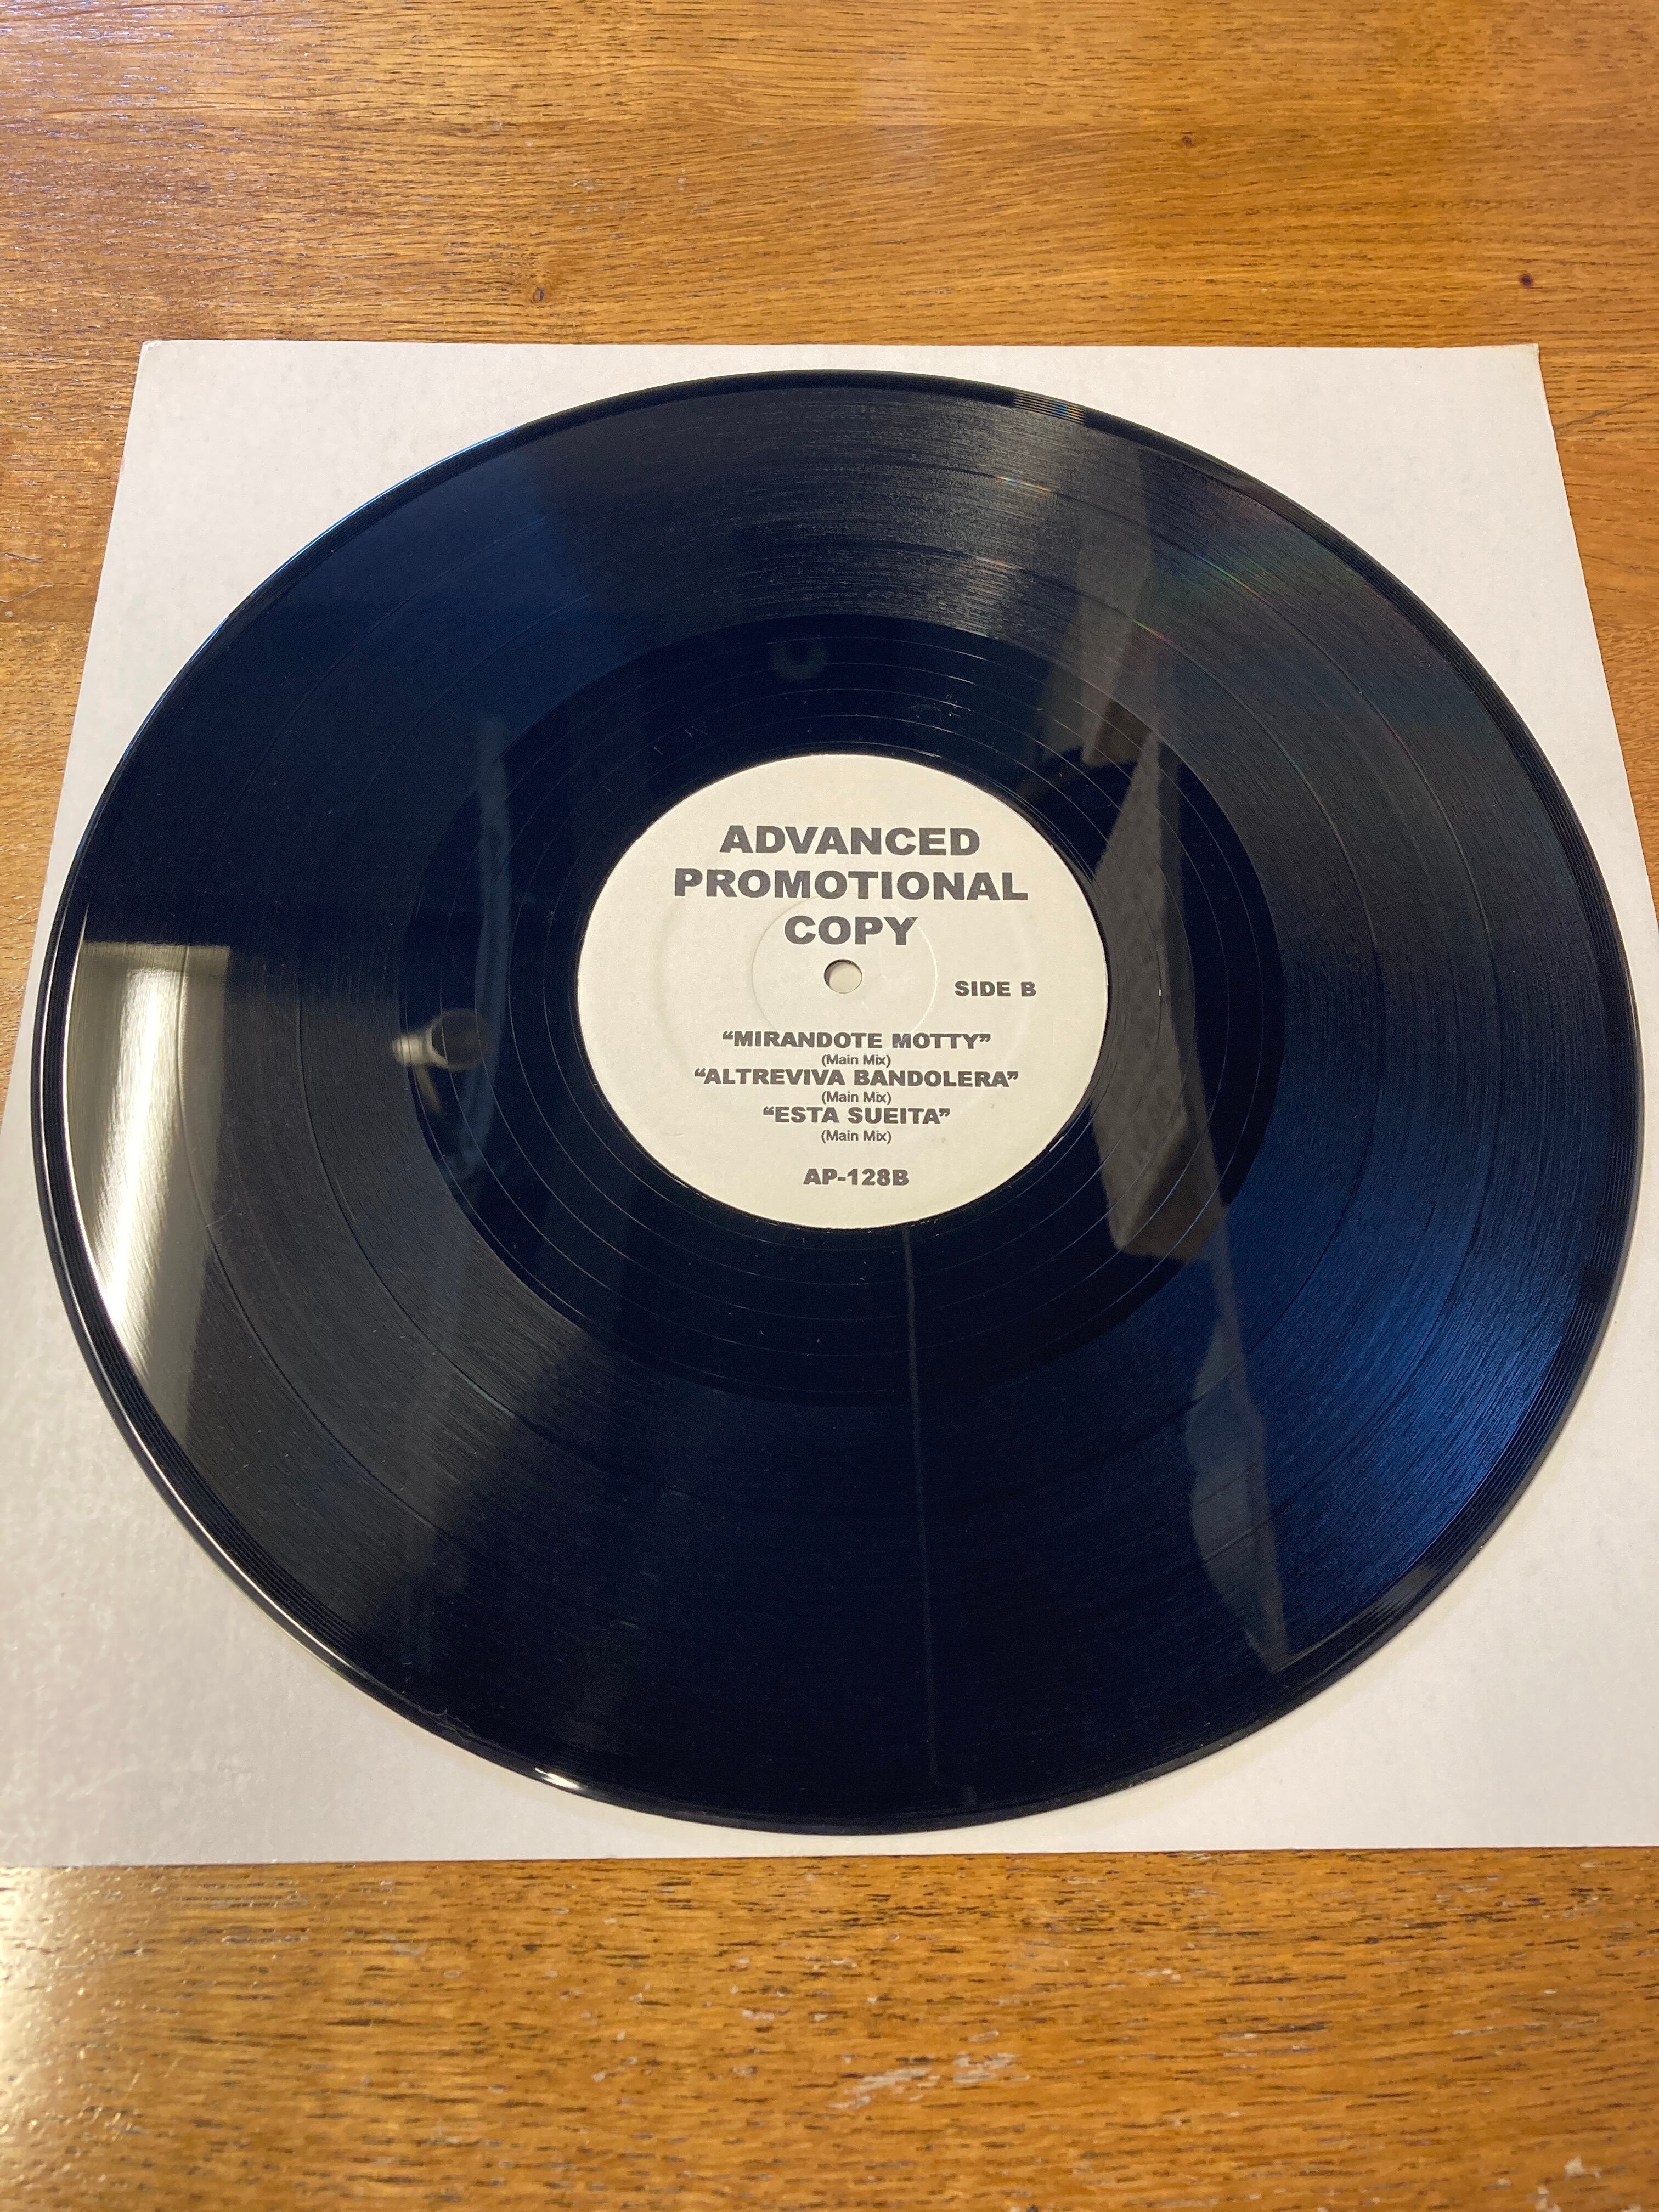 ADVANCED
PROMOTIONAL
COPY
SIDE B
“MIRANDOTE MOTTY”
(Main Mix)
“ALTREVIVA BANDOLERA”
(Main Mix)
“ESTA SUEITA”
(Main Mix)
AP-128B